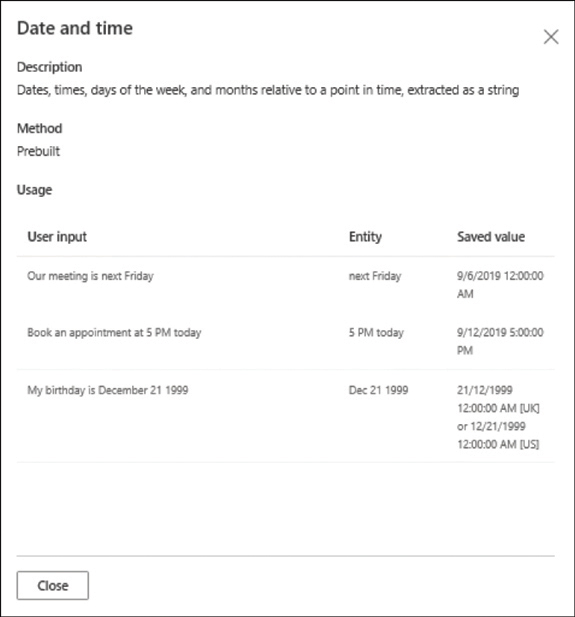 Date and time
Description
Dates, times, days of the week, and months relative to a point in time, extracted as a string
Method
Prebuilt
Usage
User input Entity Saved value
Our meeting is next Friday next Friday 9/6/2019 12:00:00
AM
Book an appointment at 5 PM today 5 PM today 9/12/2019 5:00:00
PM
My birthday is December 21 1999 Dec 21 1999 21/12/1999
12:00:00 AM [UK]
or 12/21/1999
12:00:00 AM [US]
Close